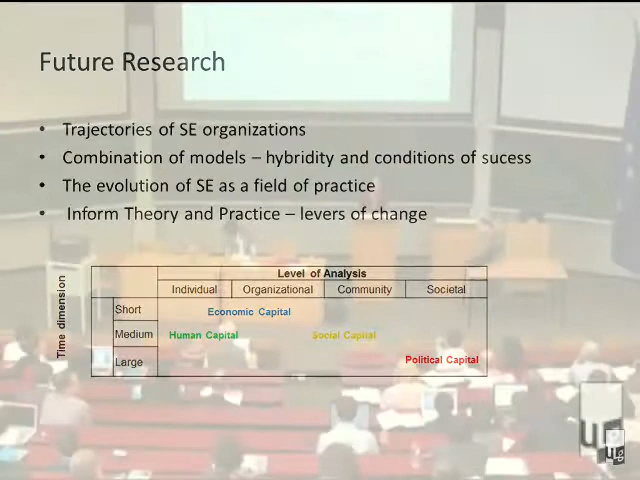 Future Research
• Trajectories of SE organizations
• Combination of models – hybridity and conditions of sucess
• The evolution of SE as a field of practice
• Inform Theory and Practice – levers of change
Level of Analysis
Individual Organizational Community Societal
Time dimension
Short Economic Capital
Medium Human Capital Social Capital
Large Political Capital